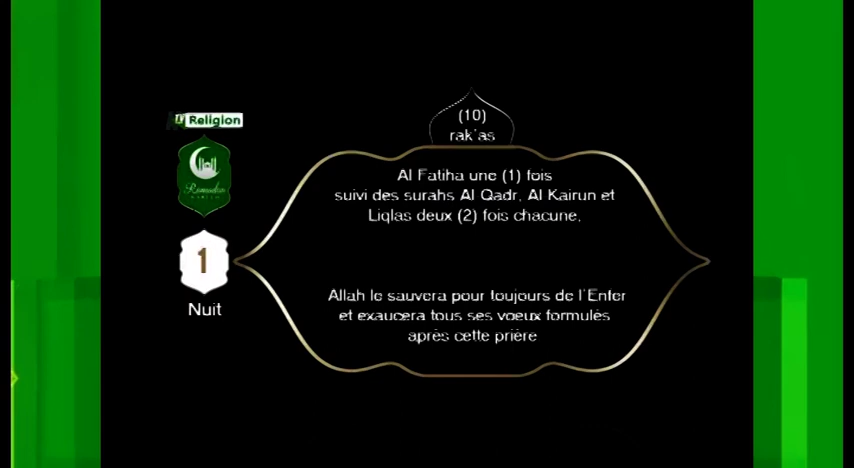 Religion
Ramadan
(10)
rak'as
Al Fatiha une (1) fois
suivi des surahs Al Qadr, Al Kairun et
Liqlas deux (2) fois chacune,
1
Nuit
Allah le sauvera pour toujours de l'Enfer
et exaucera tous ses voeux formulés
après cette prière